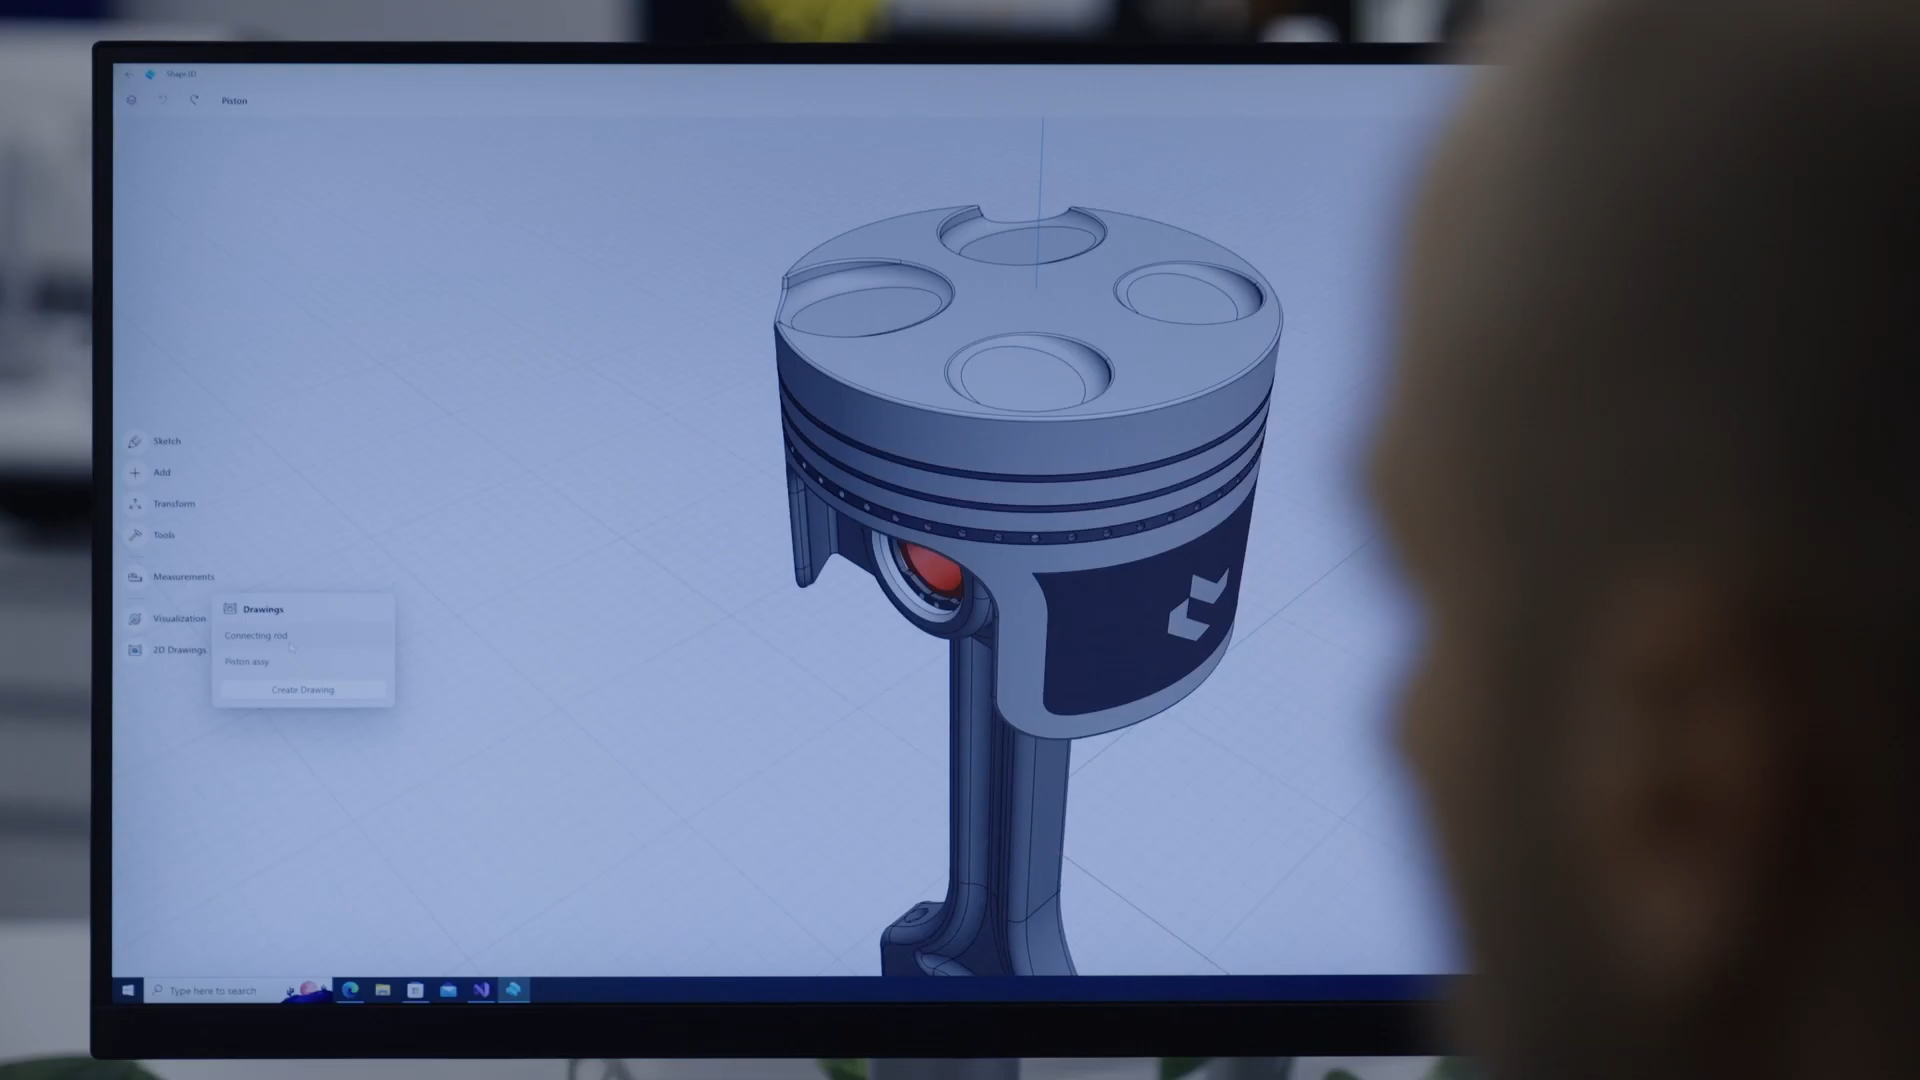 Shapr3D
Piston
Sketch
Add
Transform
Tools
Measurements
Visualization
2D Drawings
Drawings
Connecting rod
Piston assy
Create Drawing
Type here to search